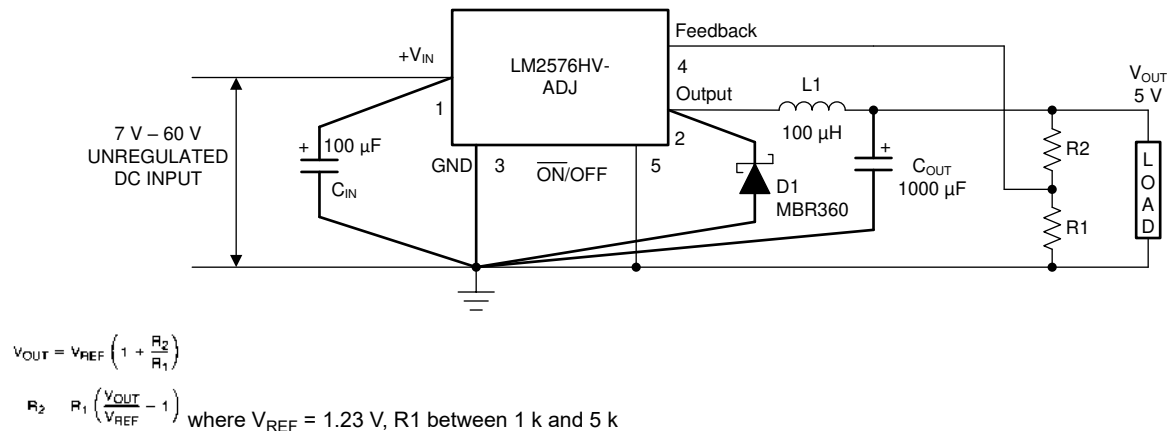 Feedback
+VIN
LM2576HV-
ADJ
4
VOUT
5 V
Output
L1
1
7 V – 60 V
UNREGULATED
DC INPUT
+
100 µF
CIN
GND
3
ON/OFF
5
2
100 µH
+
COUT
1000 µF
D1
MBR360
R2
R1
LOAD
VOUT = VREF (1 + R2/R1)
R2 R1 (VOUT/VREF − 1) where VREF = 1.23 V, R1 between 1 k and 5 k